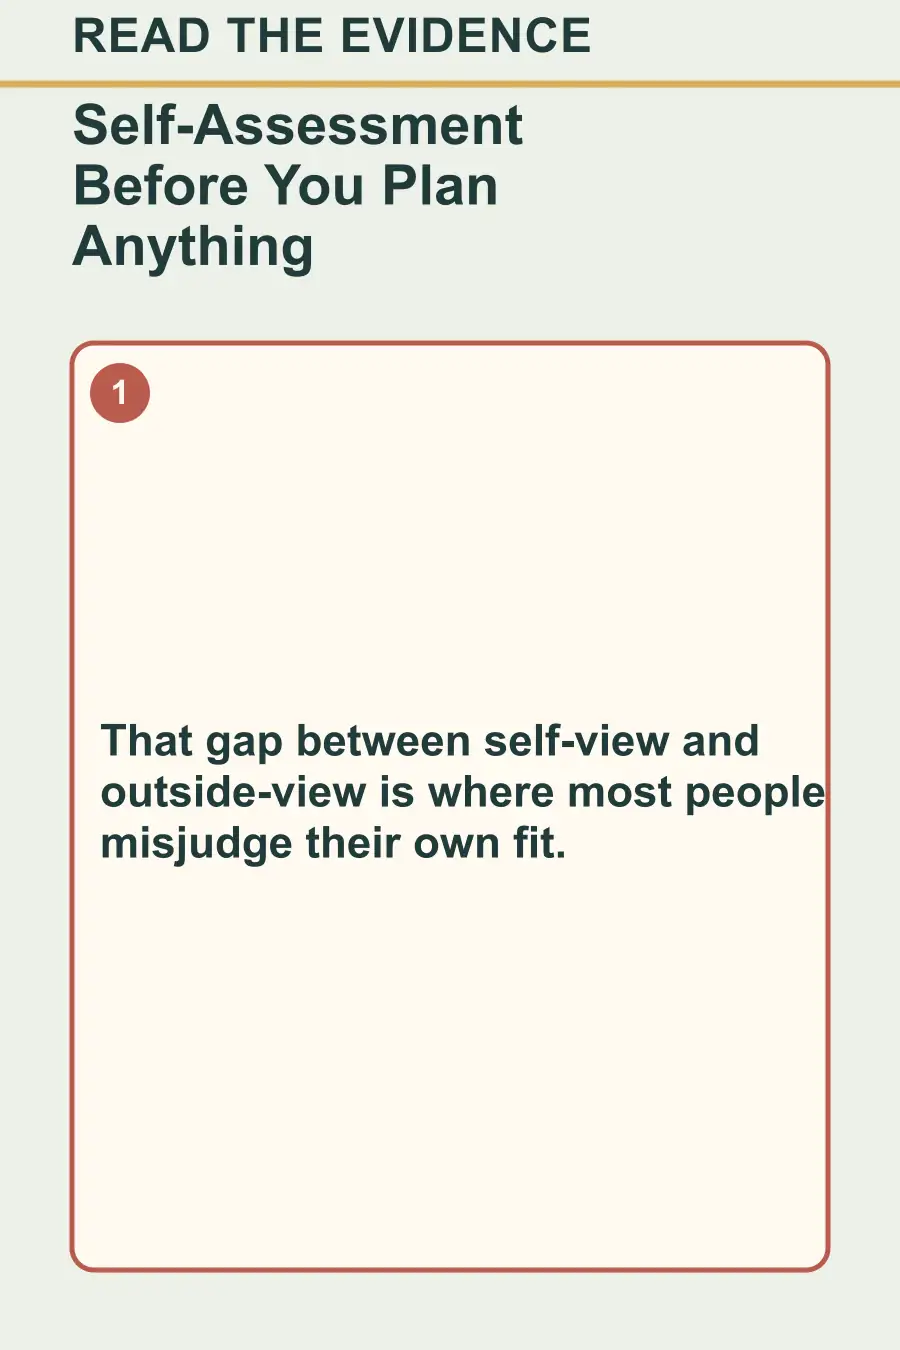 READ THE EVIDENCE
Self-Assessment
Before You Plan
Anything
1
That gap between self-view and
outside-view is where most people
misjudge their own fit.